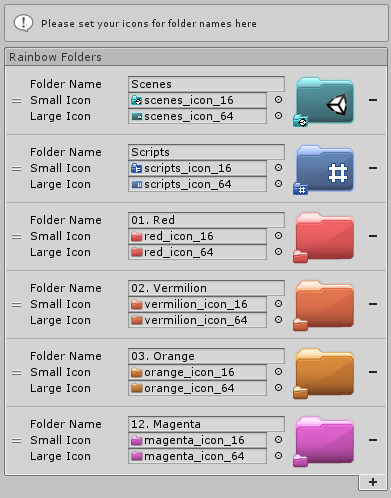 Please set your icons for folder names here
Rainbow Folders
Folder Name Scenes
Small Icon scenes_icon_16
Large Icon scenes_icon_64
Folder Name Scripts
Small Icon scripts_icon_16
Large Icon scripts_icon_64
Folder Name 01. Red
Small Icon red_icon_16
Large Icon red_icon_64
Folder Name 02. Vermilion
Small Icon vermilion_icon_16
Large Icon vermilion_icon_64
Folder Name 03. Orange
Small Icon orange_icon_16
Large Icon orange_icon_64
Folder Name 12. Magenta
Small Icon magenta_icon_16
Large Icon magenta_icon_64